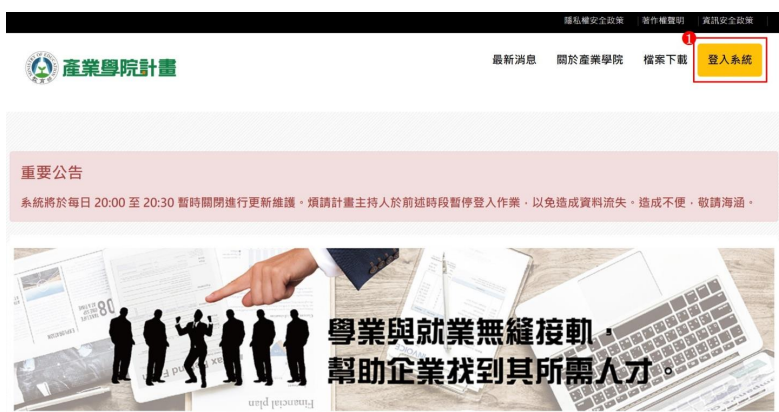 隱私權安全政策 著作權聲明 資訊安全政策
1
產業學院計畫
最新消息 關於產業學院 檔案下載 登入系統
重要公告
系統將於每日 20:00 至 20:30 暫時關閉進行更新維護。煩請計畫主持人於前述時段暫停登入作業，以免造成資料流失。造成不便，敬請海涵。
學業與就業無縫接軌，
幫助企業找到其所需人才。
Financial plan